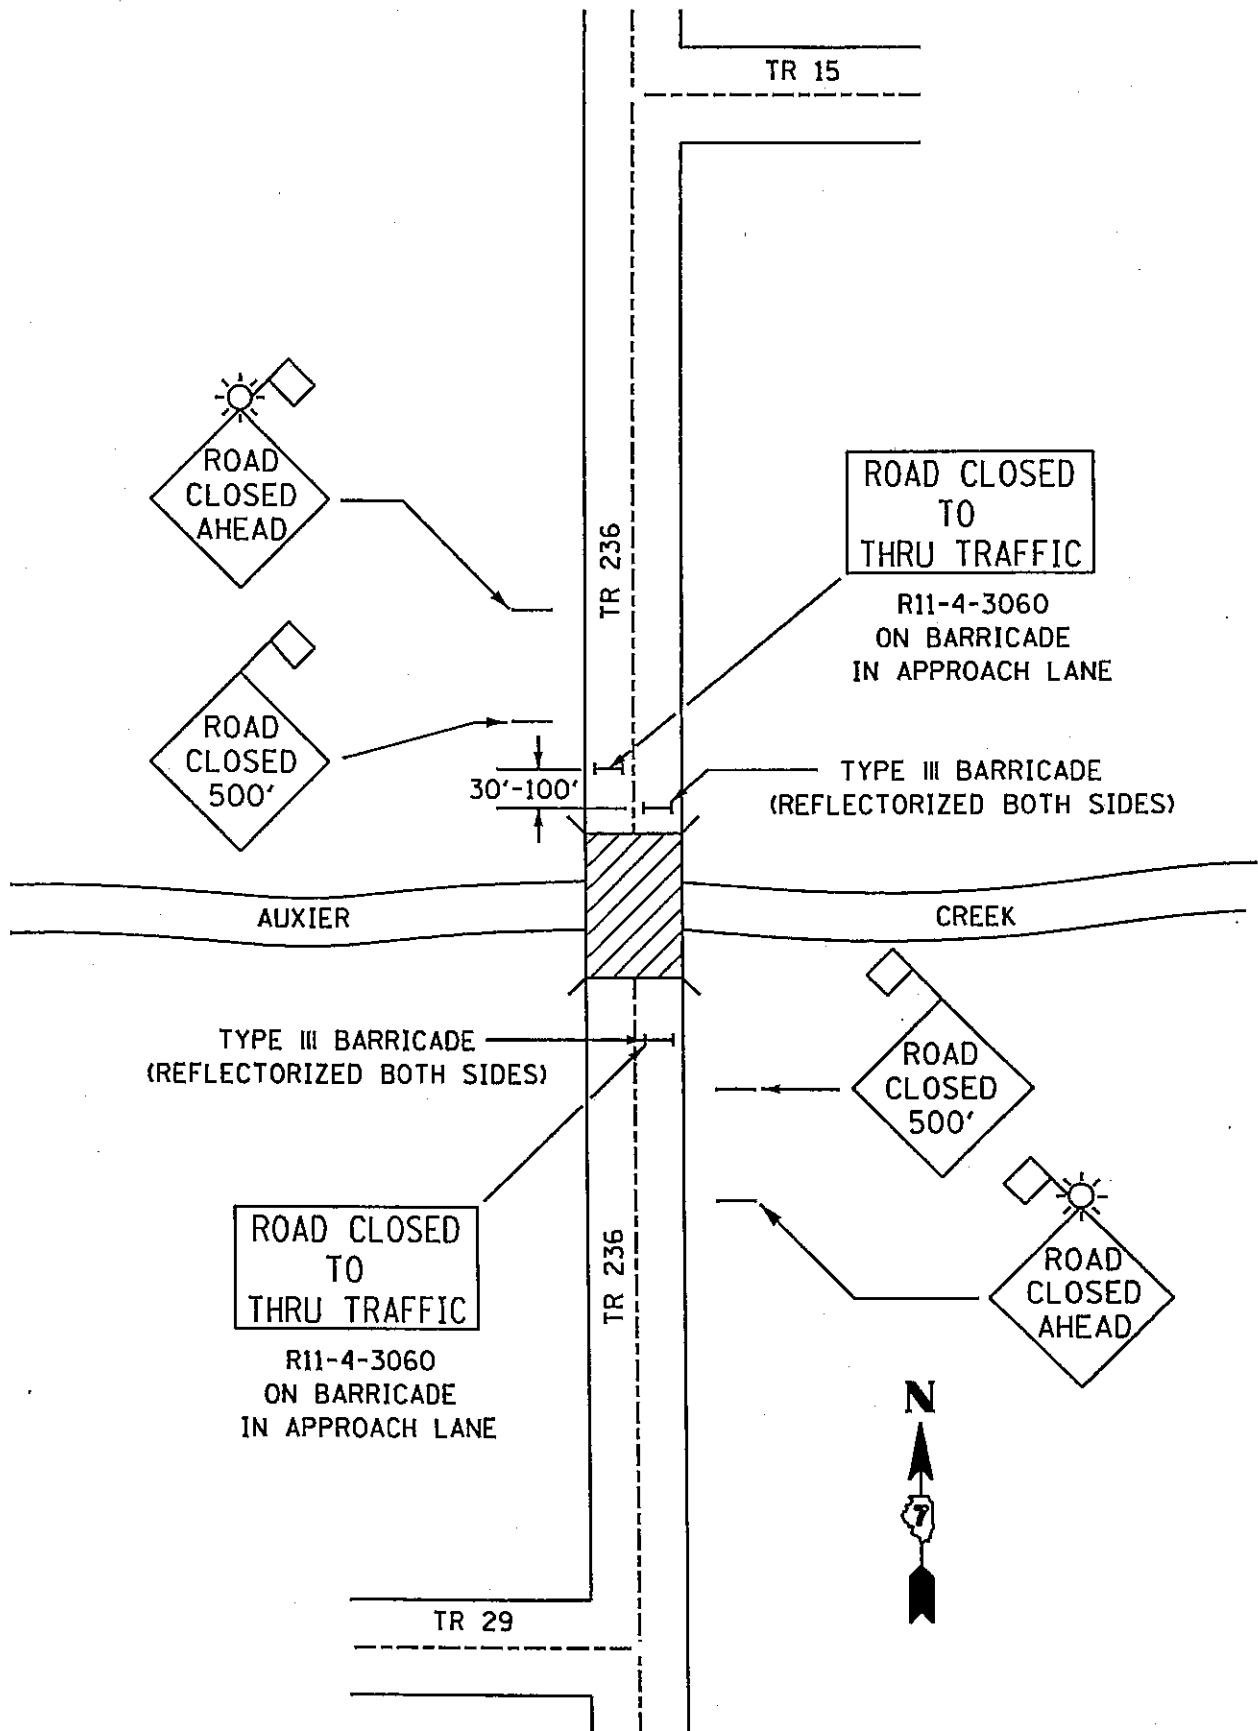 TR 15
ROAD
CLOSED
AHEAD
TR 236
ROAD CLOSED
TO
THRU TRAFFIC
R11-4-3060
ON BARRICADE
IN APPROACH LANE
ROAD
CLOSED
500'
30'-100'
TYPE III BARRICADE
(REFLECTORIZED BOTH SIDES)
AUXIER
CREEK
TYPE III BARRICADE
(REFLECTORIZED BOTH SIDES)
ROAD
CLOSED
500'
ROAD CLOSED
TO
THRU TRAFFIC
R11-4-3060
ON BARRICADE
IN APPROACH LANE
TR 236
ROAD
CLOSED
AHEAD
N
7
TR 29